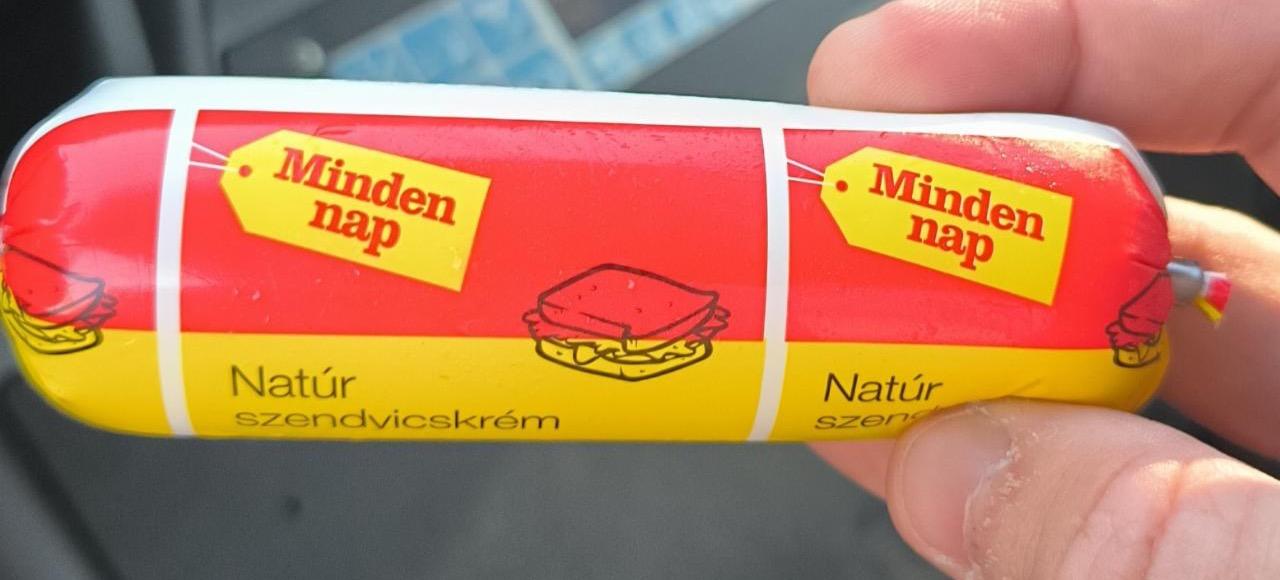 Minden
nap
Natúr
szendvicskrém
Minden
nap
Natúr